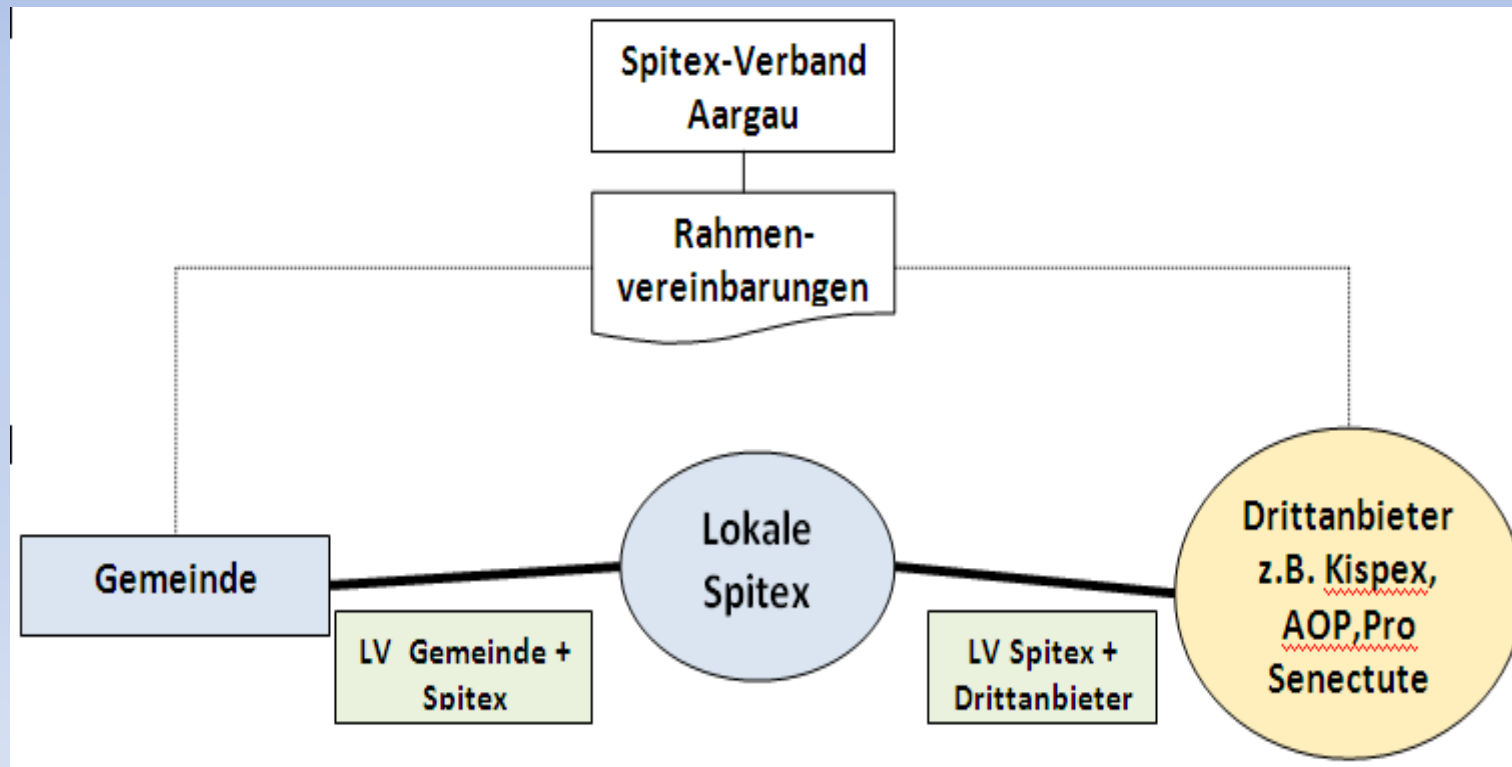 Spitex-Verband
Aargau
Rahmen-
vereinbarungen
Gemeinde
Lokale
Spitex
Drittanbieter
z.B. Kispex,
AOP,Pro
Senectute
LV Gemeinde +
Spitex
LV Spitex +
Drittanbieter